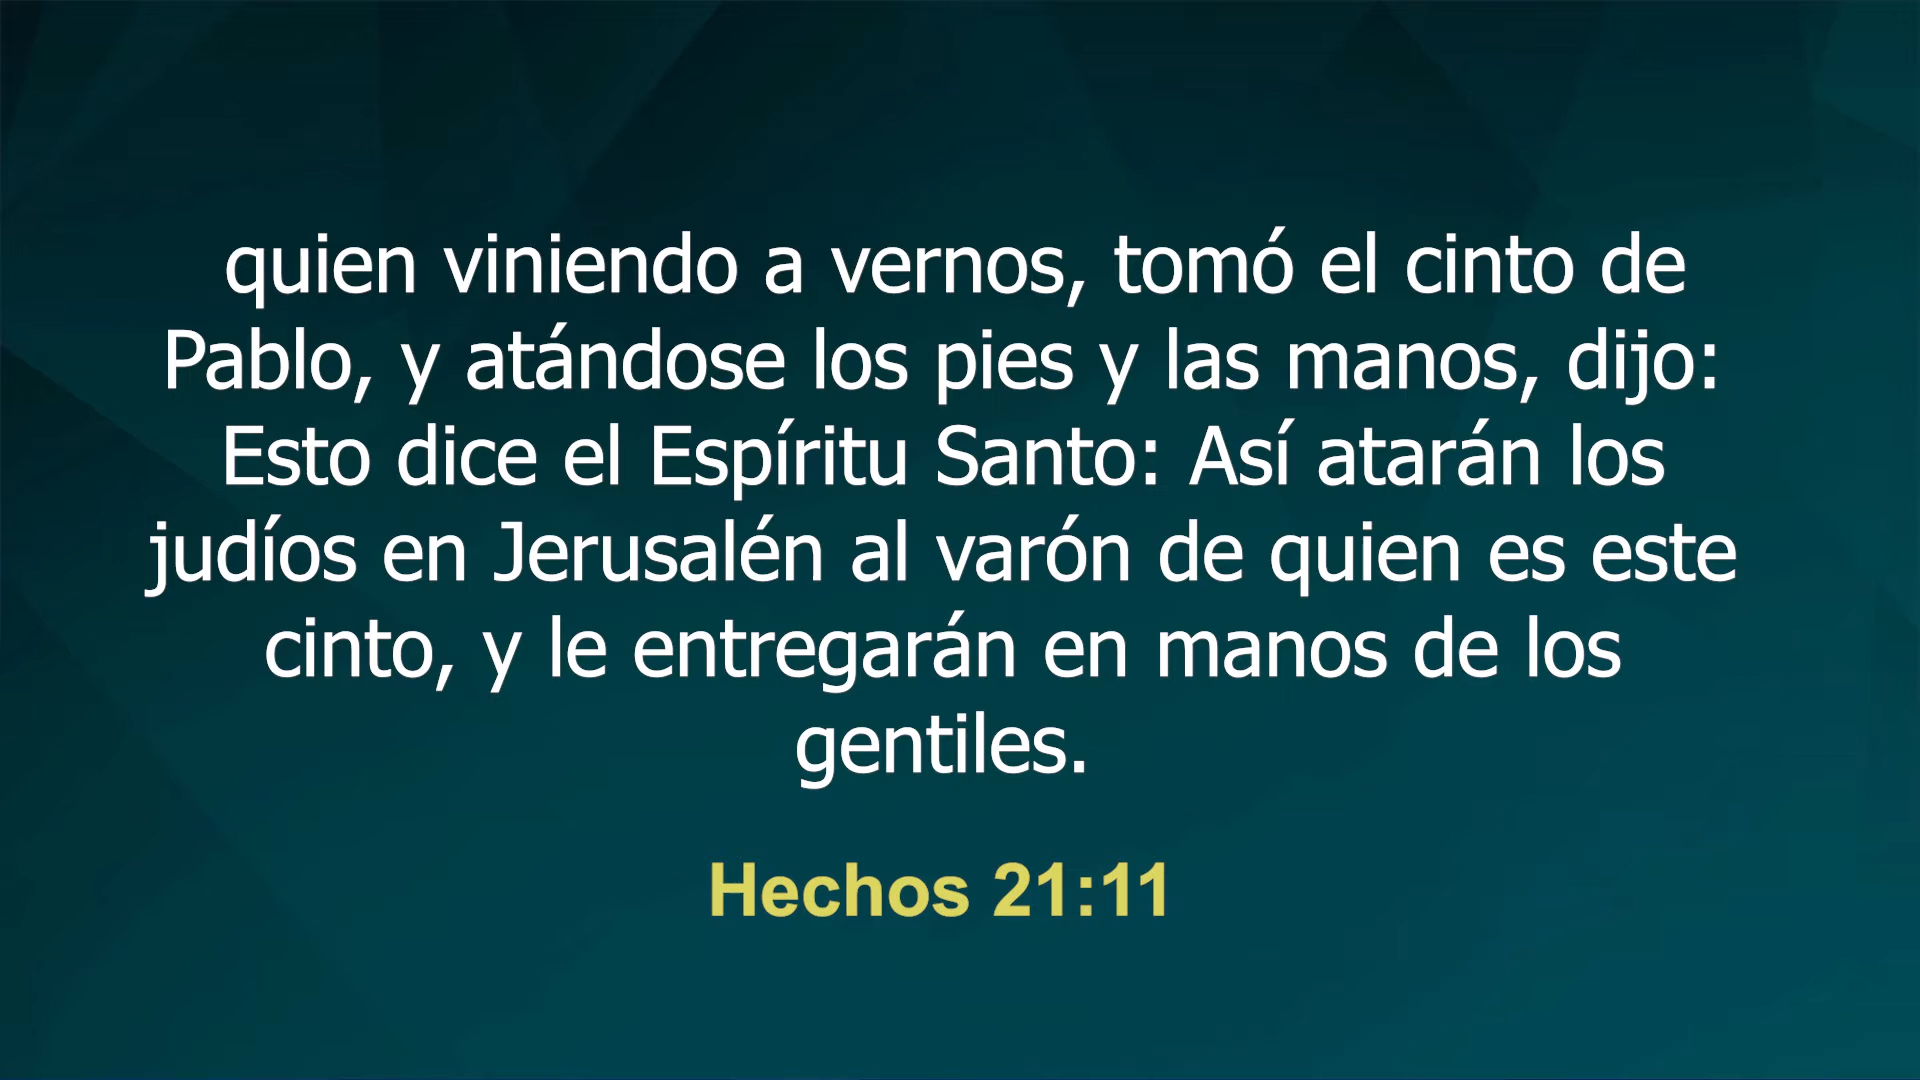 quien viniendo a vernos, tomó el cinto de
Pablo, y atándose los pies y las manos, dijo:
Esto dice el Espíritu Santo: Así atarán los
judíos en Jerusalén al varón de quien es este
cinto, y le entregarán en manos de los
gentiles.
Hechos 21:11